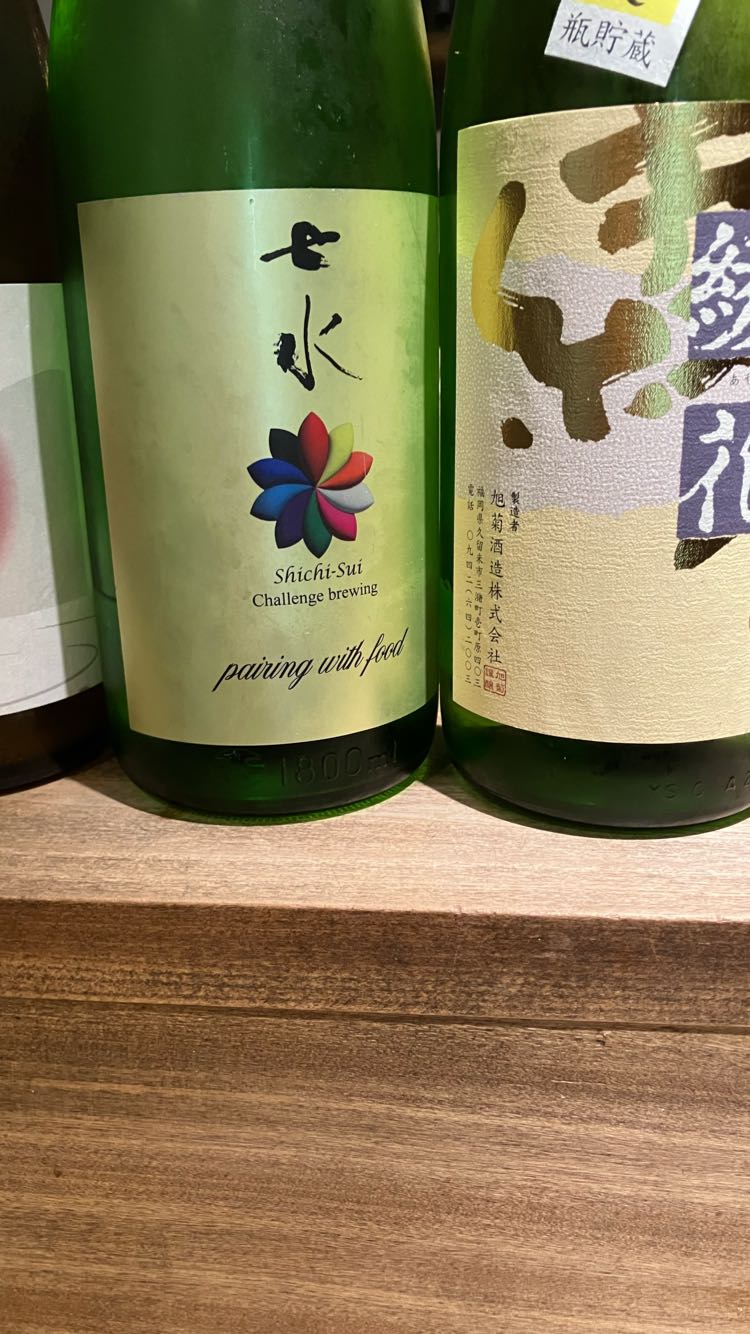 七水
Shichi-Sui
Challenge brewing
pairing with food
1800ml
瓶貯蔵
綾花
製造者
旭菊酒造株式会社
福岡県久留米市三潴町壱町原四〇三
電話 〇九四二(六四)二〇〇三